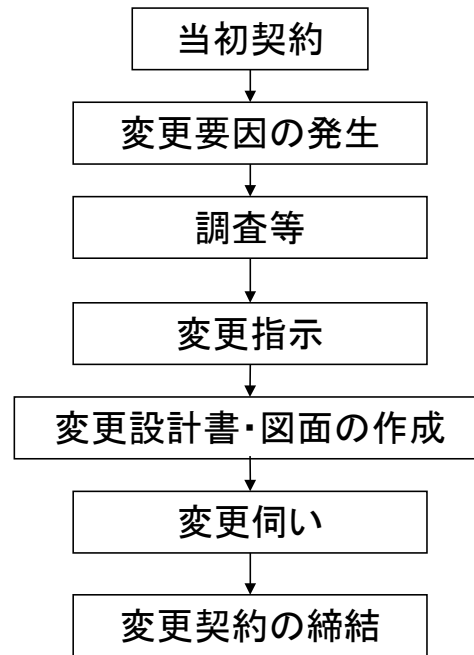 当初契約
変更要因の発生
調査等
変更指示
変更設計書・図面の作成
変更伺い
変更契約の締結